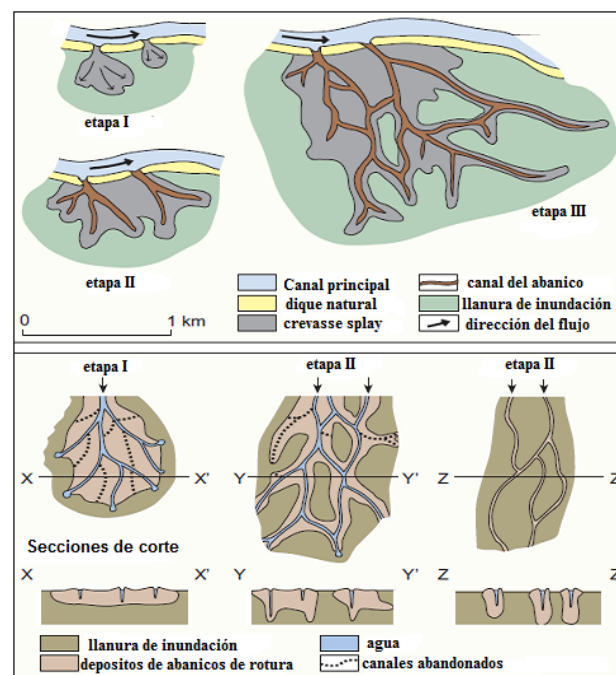 etapa I
etapa II
etapa III
Canal principal
dique natural
crevasse splay
canal del abanico
llanura de inundación
dirección del flujo
0 1 km
etapa I etapa II etapa II
X X' Y Y' Z Z'
Secciones de corte
X X' Y Y' Z Z
llanura de inundación
depositos de abanicos de rotura
agua
canales abandonados